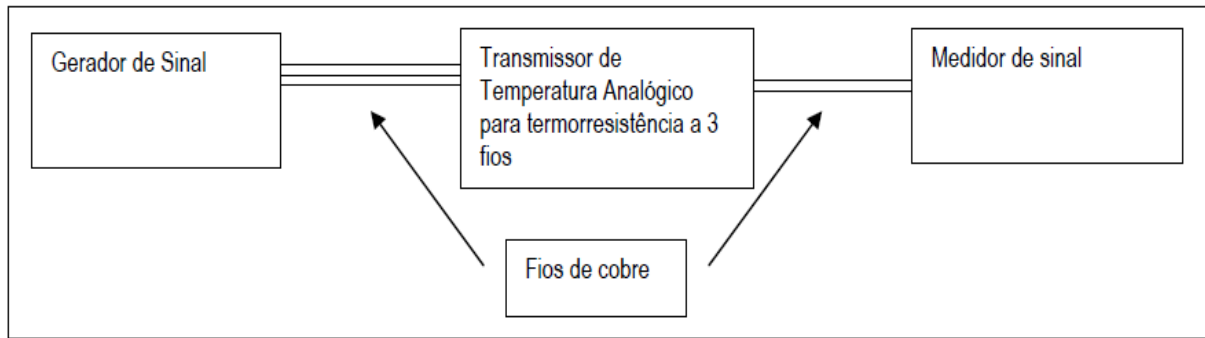 Gerador de Sinal
Transmissor de
Temperatura Analógico
para termorresistência a 3
fios
Medidor de sinal
Fios de cobre